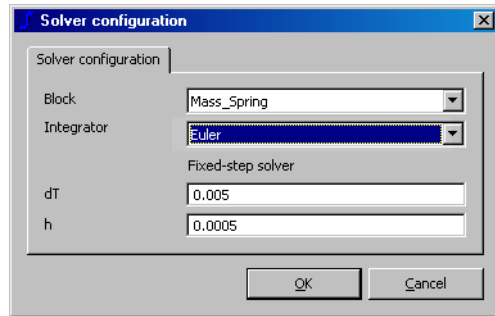 Solver configuration
Solver configuration
Block Mass_Spring
Integrator Euler
Fixed-step solver
dT 0.005
h 0.0005
OK Cancel